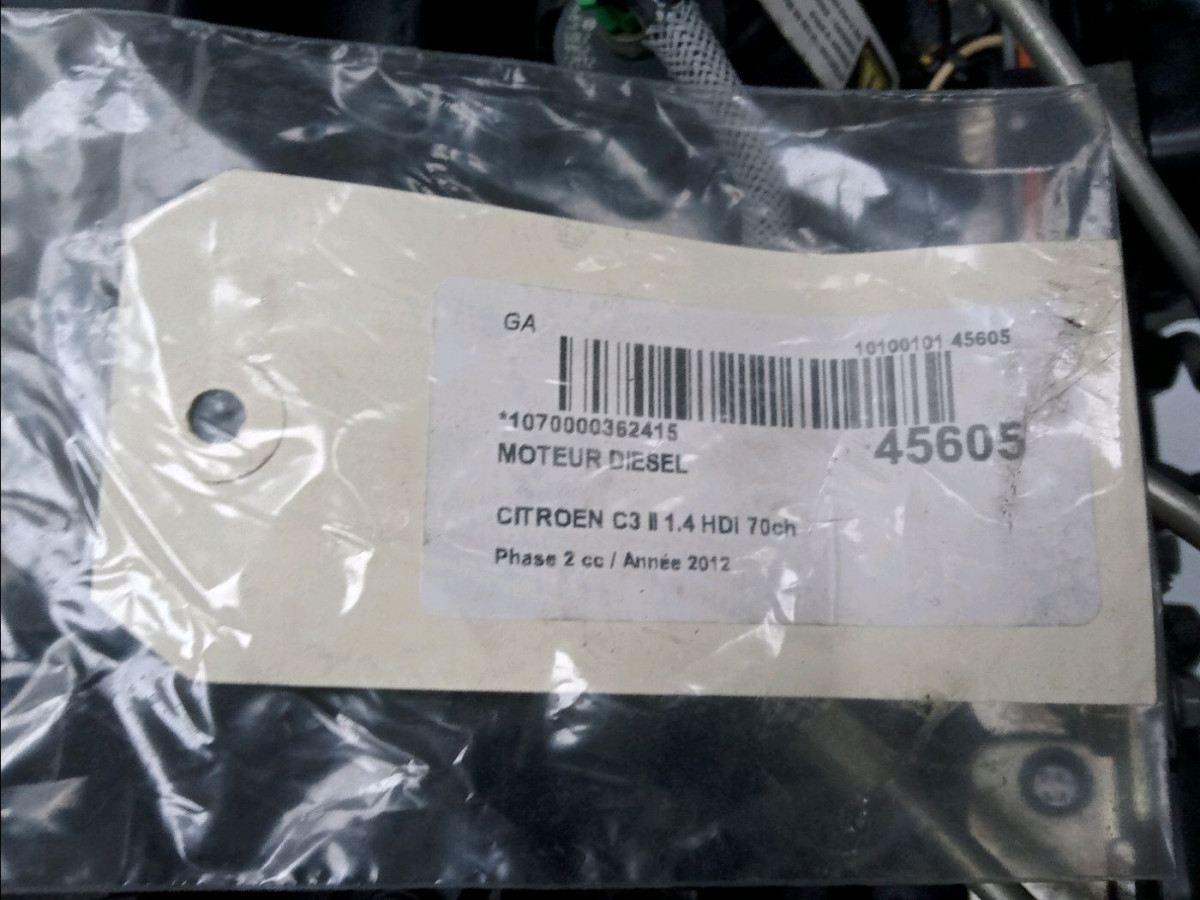 GA
10100101 45605
*1070000362415
45605
MOTEUR DIESEL
CITROEN C3 II 1.4 HDi 70ch
Phase 2 cc / Année 2012